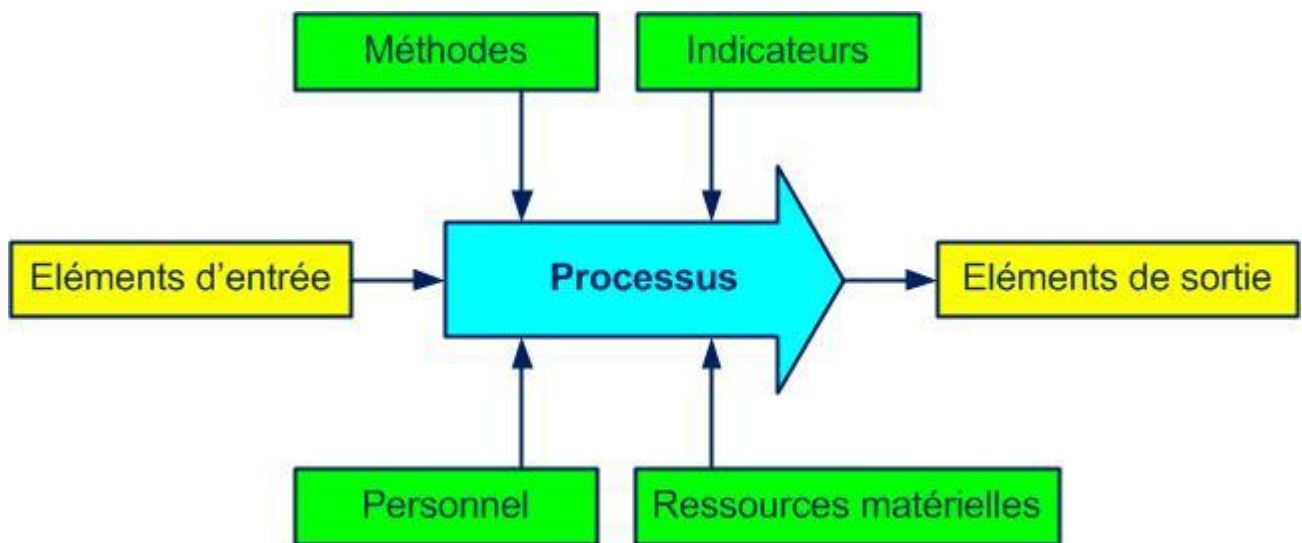 Méthodes
Indicateurs
Eléments d’entrée
Processus
Eléments de sortie
Personnel
Ressources matérielles